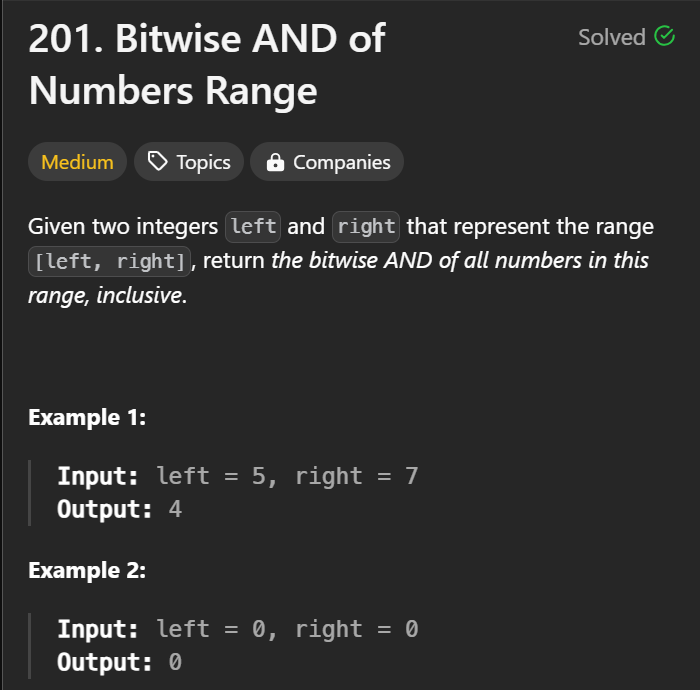 201. Bitwise AND of
Solved
Numbers Range
Medium Topics Companies
Given two integers left and right that represent the range
[left, right], return the bitwise AND of all numbers in this
range, inclusive.
Example 1:
Input: left = 5, right = 7
Output: 4
Example 2:
Input: left = 0, right = 0
Output: 0